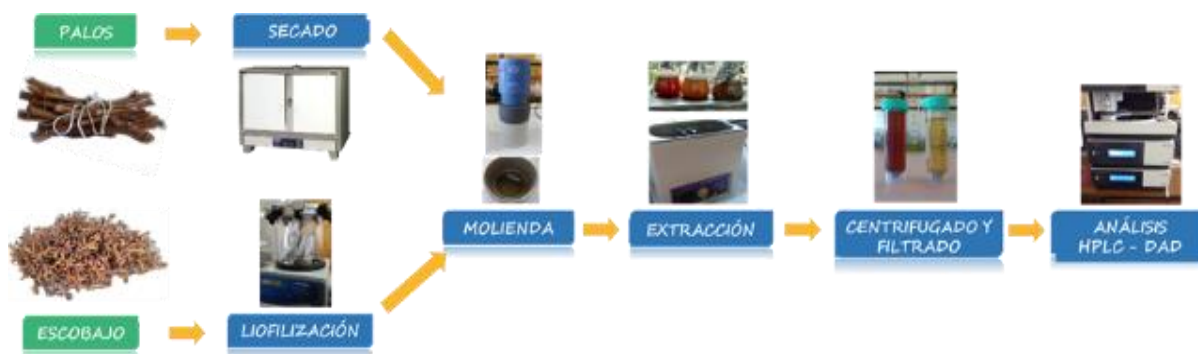 PALOS
SECADO
MOLIENDA
EXTRACCIÓN
CENTRIFUGADO Y
FILTRADO
ANÁLISIS
HPLC - DAD
ESCOBAJO
LIOFILIZACIÓN